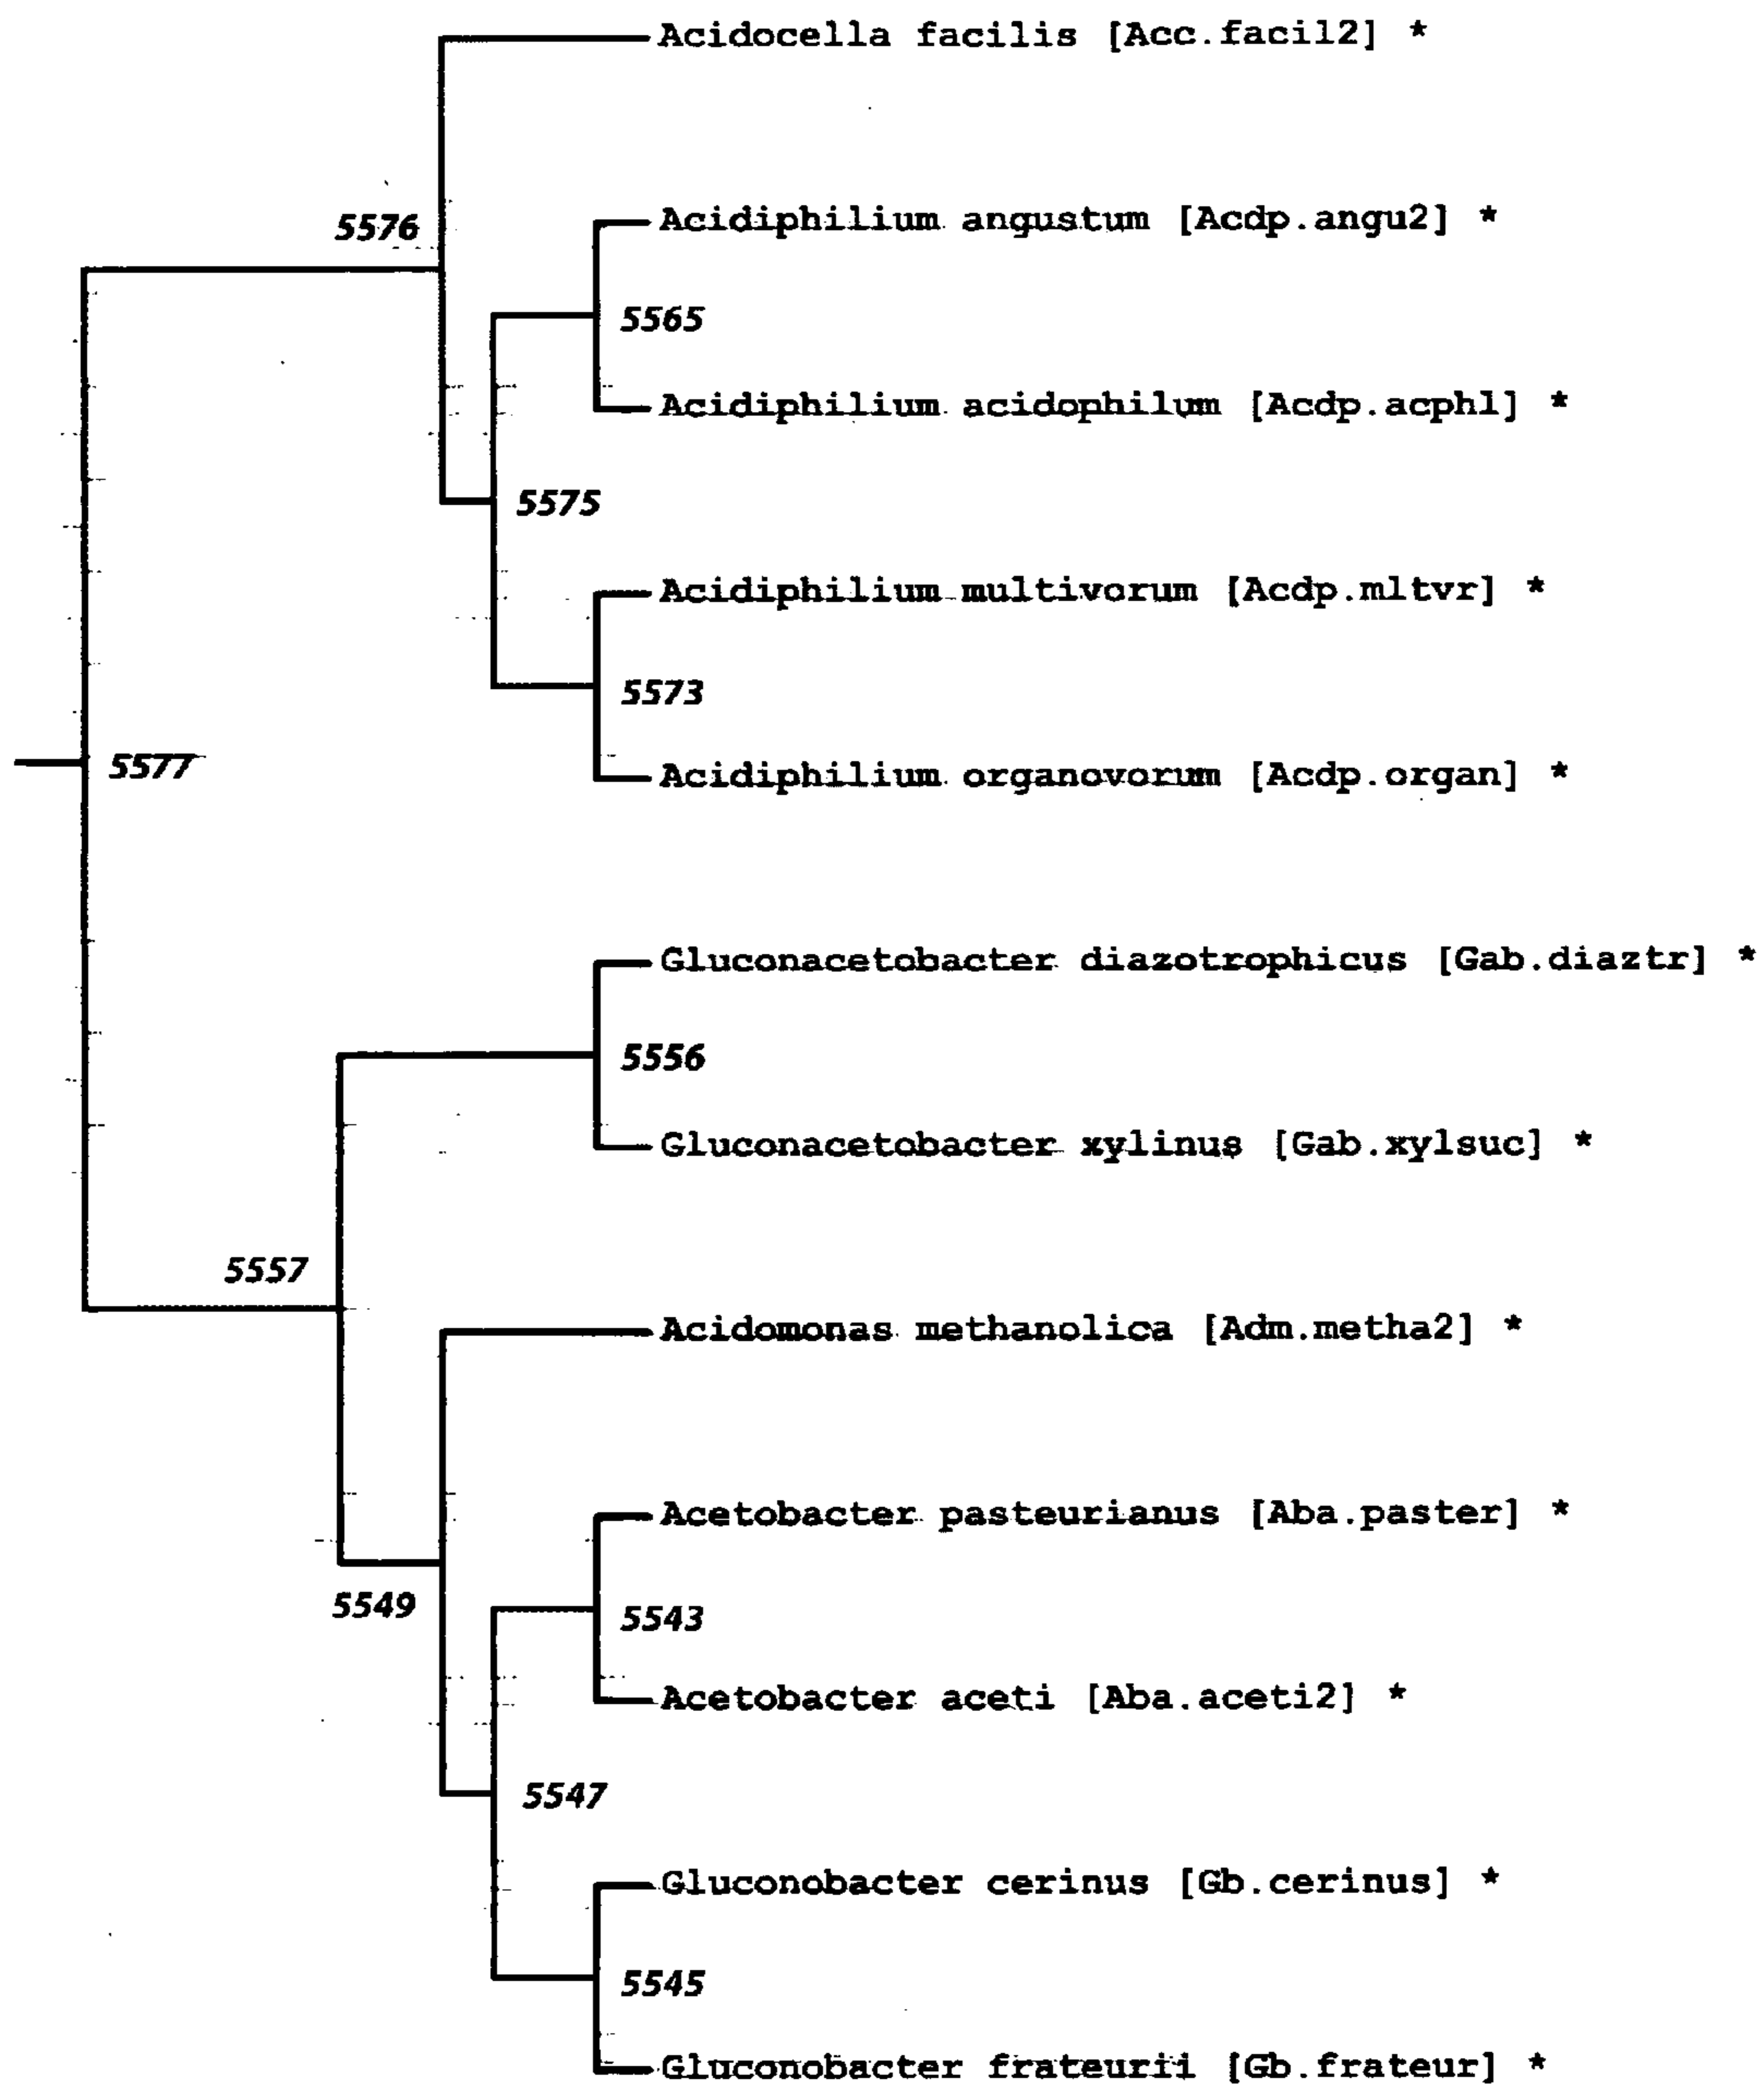 Acidocella facilis [Acc.facil2] *
5576
Acidiphilium angustum [Acdp.angu2] *
5565
Acidiphilium acidophilum [Acdp.acphl] *
5575
Acidiphilium multivorum [Acdp.mltvr] *
5573
5577
Acidiphilium organovorum [Acdp.organ] *
Gluconacetobacter diazotrophicus [Gab.diaztr] *
5556
Gluconacetobacter xylinus [Gab.xylsuc] *
5557
Acidomonas methanolica [Adm.metha2] *
Acetobacter pasteurianus [Aba.paster] *
5549
5543
Acetobacter aceti [Aba.aceti2] *
5547
Gluconobacter cerinus [Gb.cerinus] *
5545
Gluconobacter frateurii [Gb.frateur] *